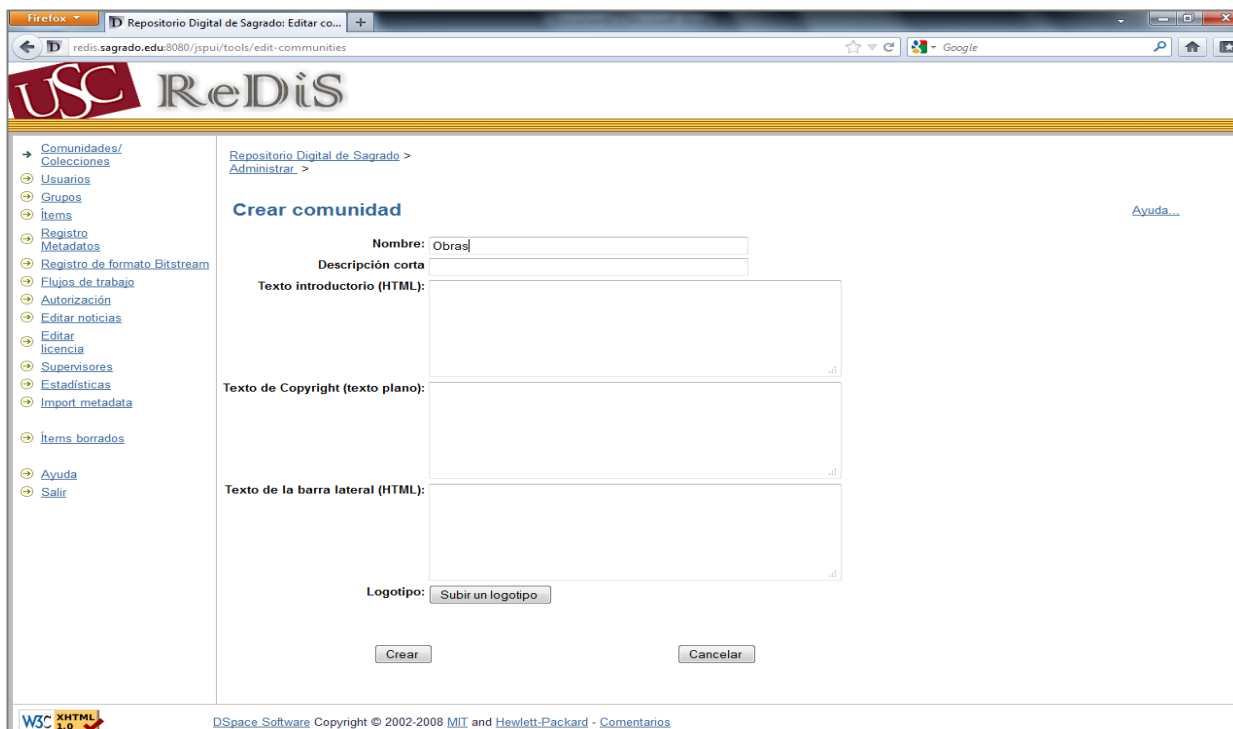 Firefox
Repositorio Digital de Sagrado: Editar co...
redis.sagrado.edu:8080/jspui/tools/edit-communities
Google
USC ReDiS
Comunidades/
Colecciones
Usuarios
Grupos
Ítems
Registro
Metadatos
Registro de formato Bitstream
Flujos de trabajo
Autorización
Editar noticias
Editar
licencia
Supervisores
Estadísticas
Import metadata
Ítems borrados
Ayuda
Salir
Repositorio Digital de Sagrado >
Administrar >
Crear comunidad
Ayuda...
Nombre: Obras
Descripción corta
Texto introductorio (HTML):
Texto de Copyright (texto plano):
Texto de la barra lateral (HTML):
Logotipo: Subir un logotipo
Crear Cancelar
W3C XHTML 1.0
DSpace Software Copyright © 2002-2008 MIT and Hewlett-Packard - Comentarios